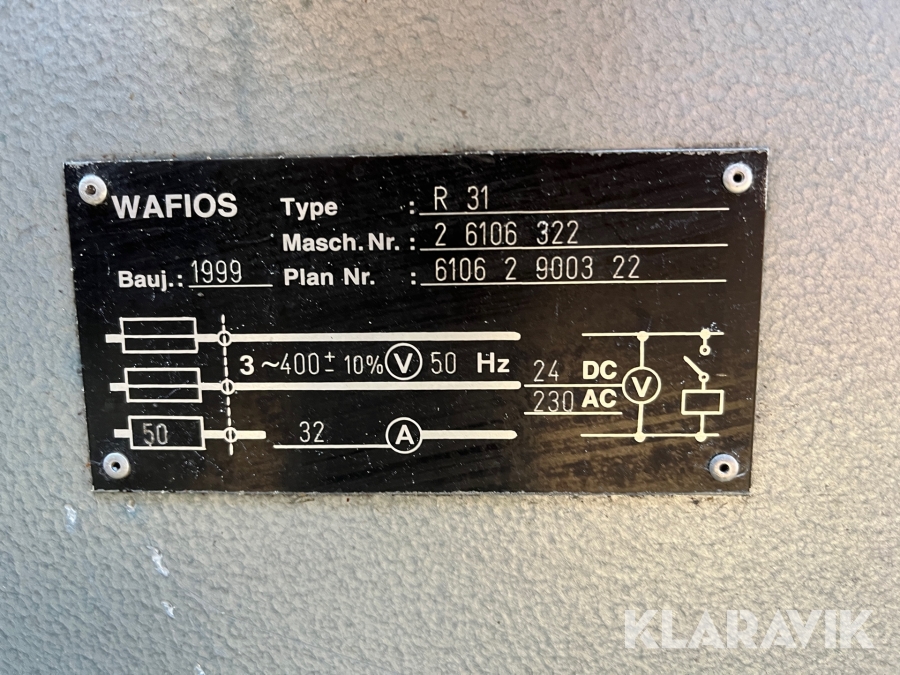 WAFIOS Type : R 31
Masch. Nr. : 2 6106 322
Bauj.: 1999 Plan Nr. : 6106 2 9003 22
3 ~400 ± 10% V 50 Hz
24 DC
230 AC
V
50 32 A
KLARAVIK